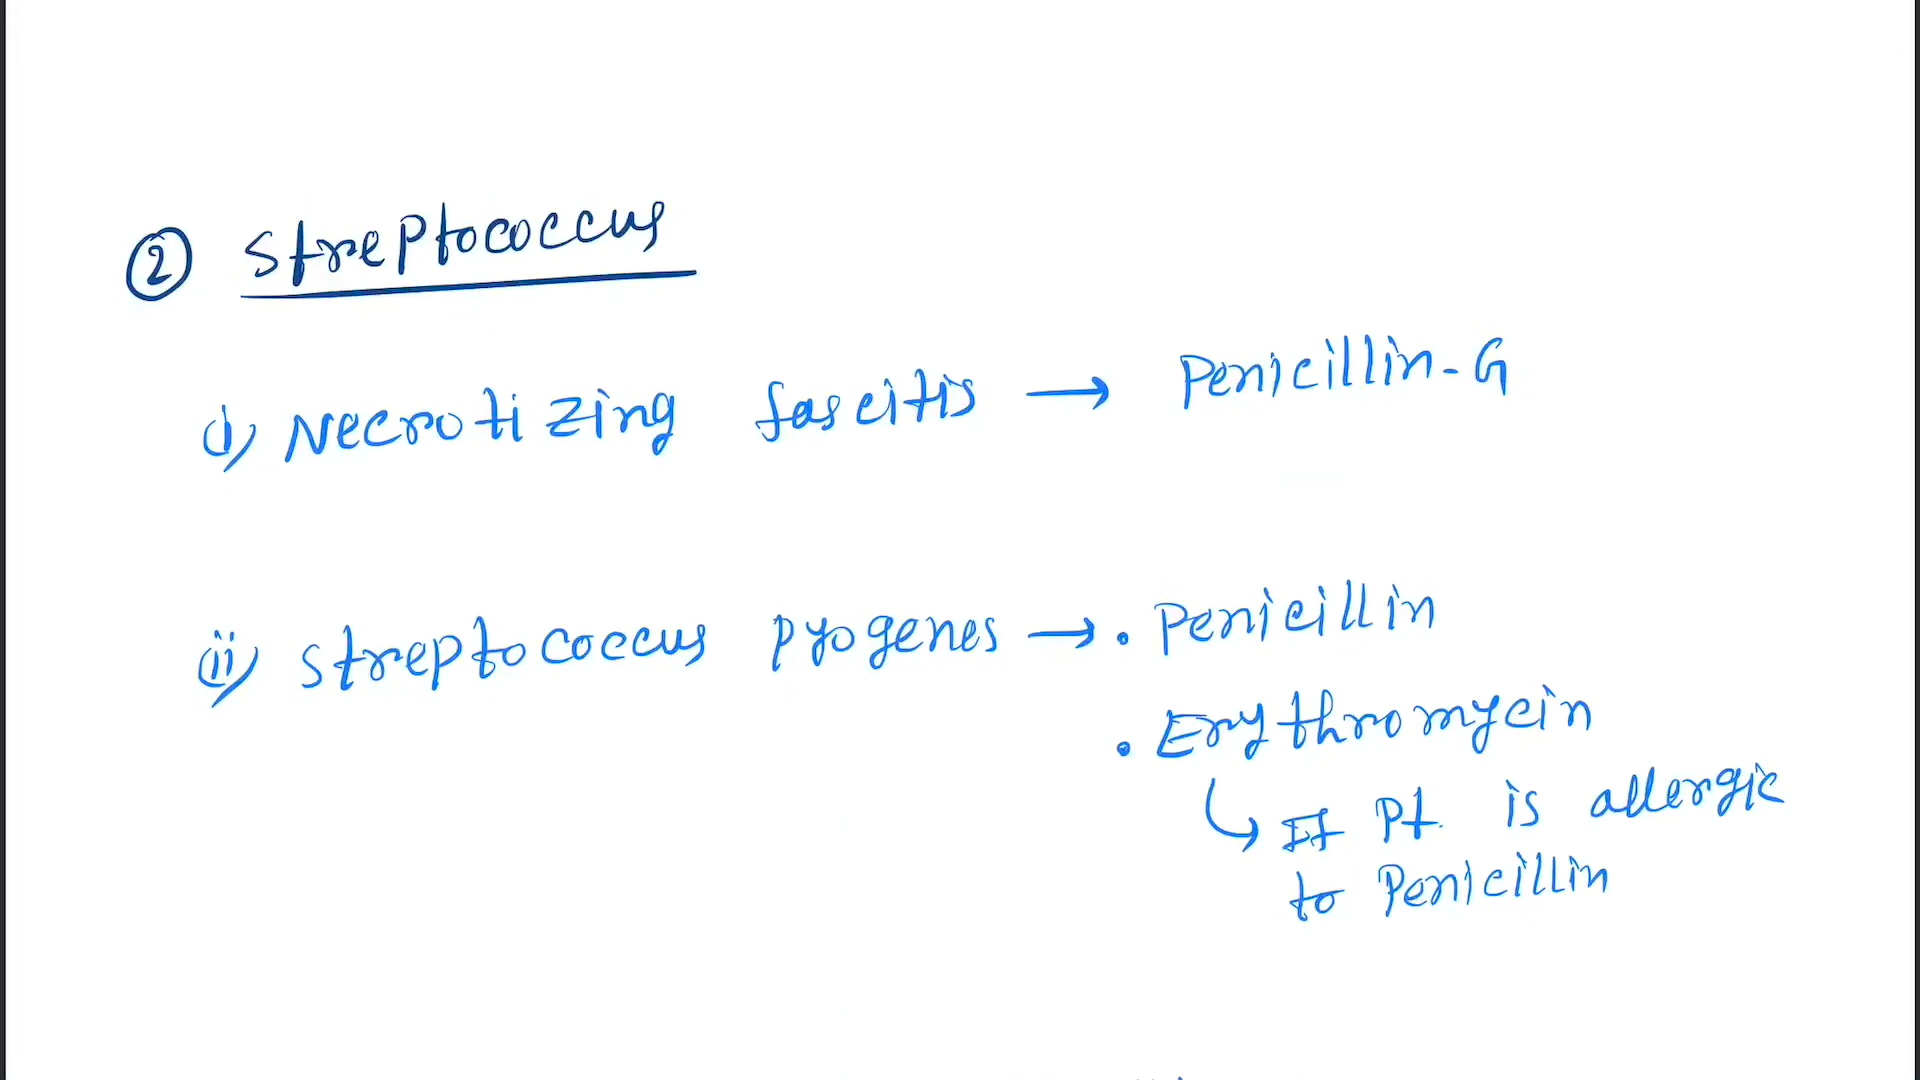 ② Streptococcus
i) Necrotizing fascitis → Penicillin-G
ii) Streptococcus pyogenes → • Penicillin
• Erythromycin
↳ If Pt. is allergic
to Penicillin